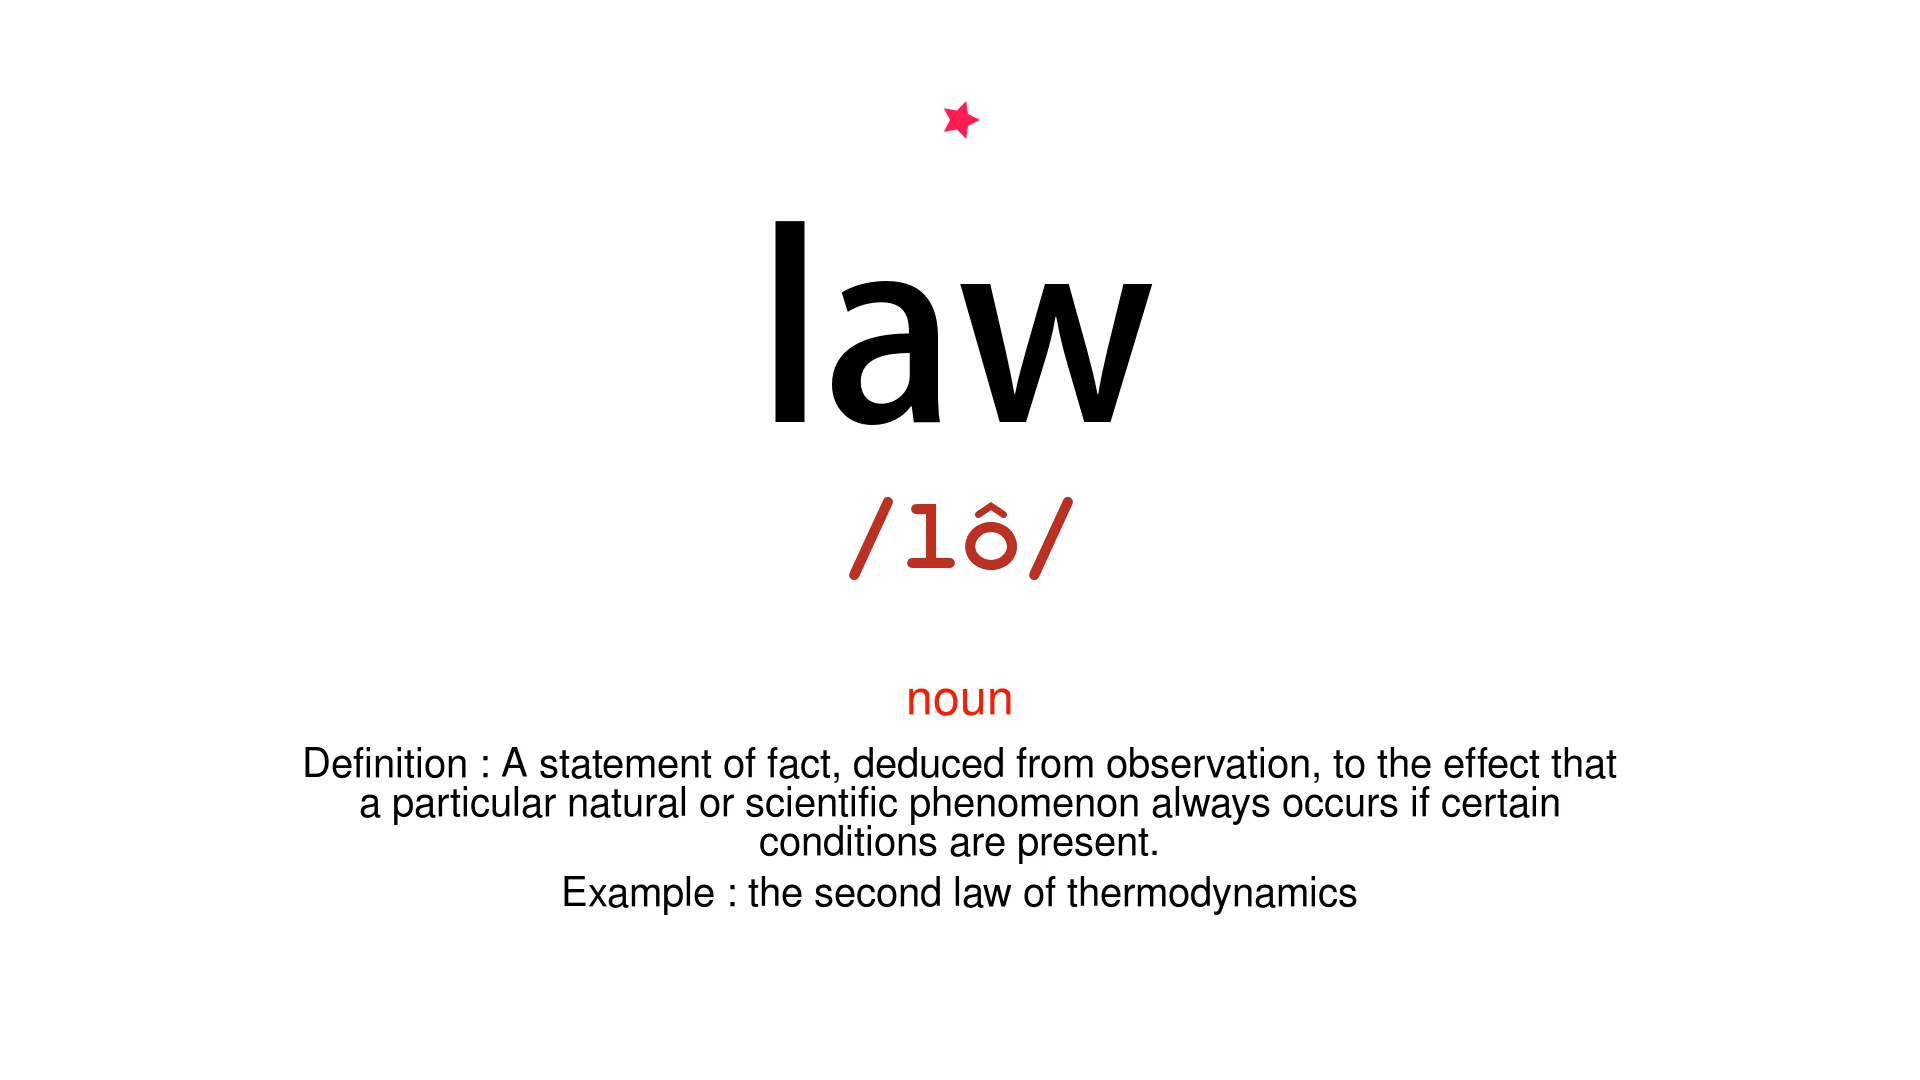 law
/lô/
noun
Definition : A statement of fact, deduced from observation, to the effect that
a particular natural or scientific phenomenon always occurs if certain
conditions are present.
Example : the second law of thermodynamics